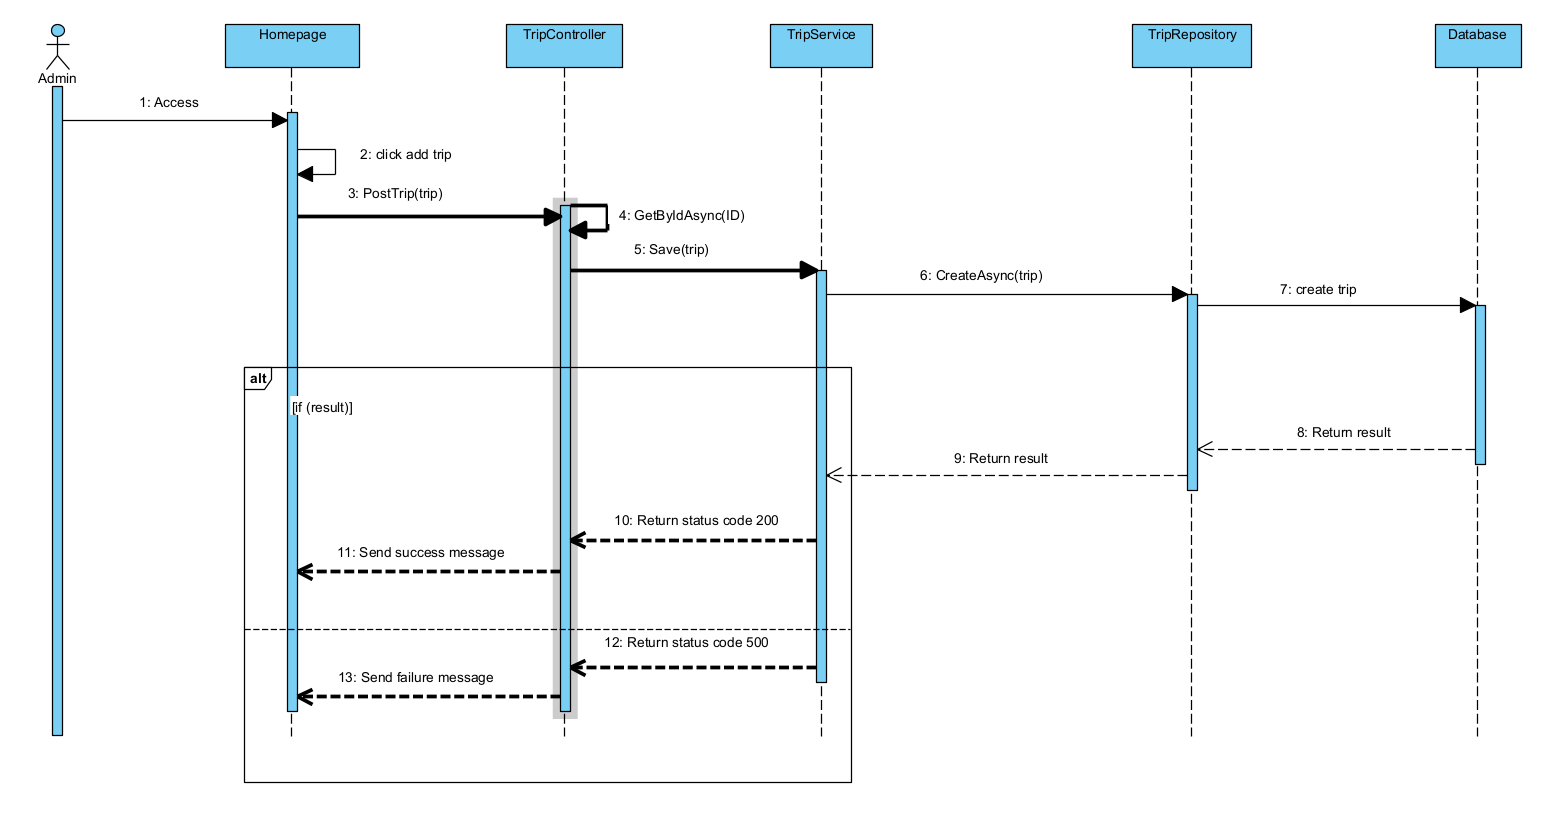 Homepage
TripController
TripService
TripRepository
Database
Admin
1: Access
2: click add trip
3: PostTrip(trip)
4: GetByIdAsync(ID)
5: Save(trip)
6: CreateAsync(trip)
7: create trip
alt
[if (result)]
8: Return result
9: Return result
10: Return status code 200
11: Send success message
12: Return status code 500
13: Send failure message